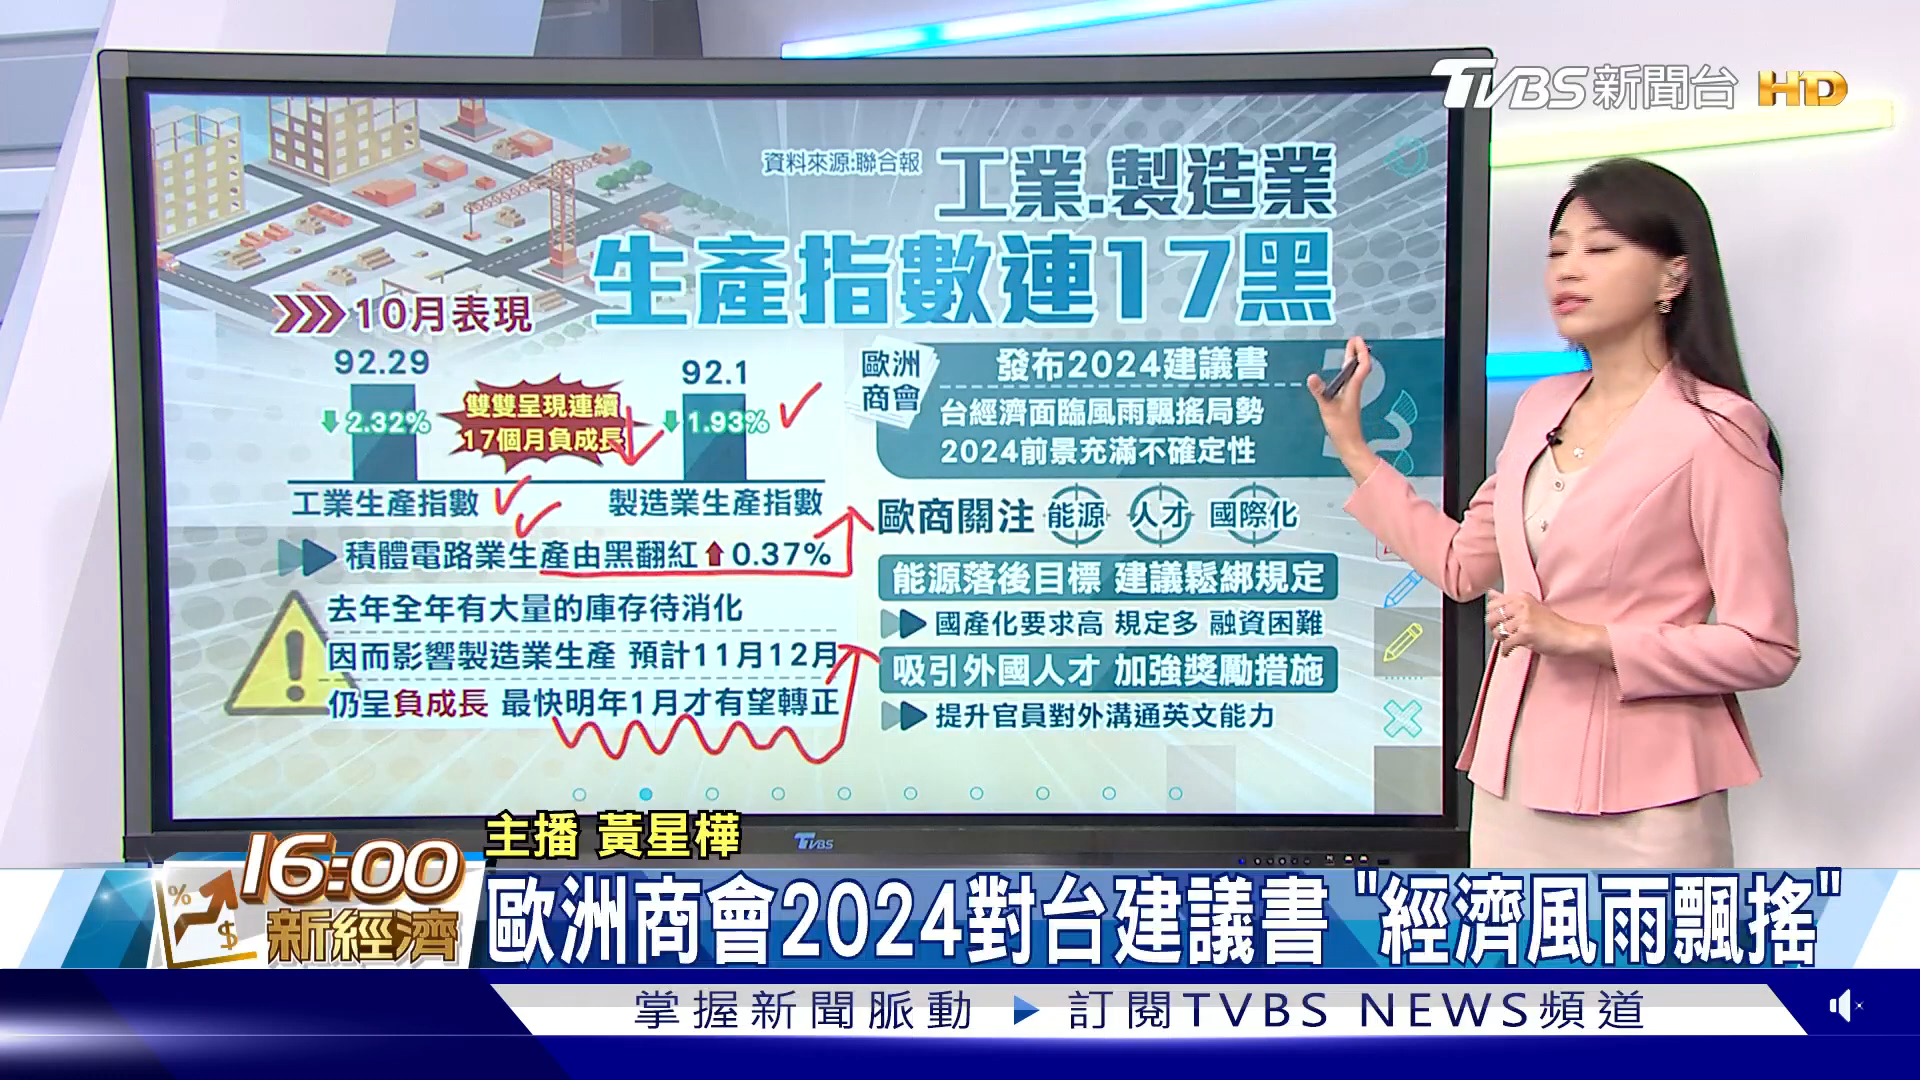 TVBS新聞台 HD
資料來源:聯合報
工業.製造業
生產指數連17黑
10月表現
92.29
2.32%
工業生產指數
雙雙呈現連續
17個月負成長
92.1
1.93%
製造業生產指數
積體電路業生產由黑翻紅 0.37%
去年全年有大量的庫存待消化
因而影響製造業生產 預計11月12月
仍呈負成長 最快明年1月才有望轉正
歐洲
商會
發布2024建議書
台經濟面臨風雨飄搖局勢
2024前景充滿不確定性
歐商關注 能源 人才 國際化
能源落後目標 建議鬆綁規定
國產化要求高 規定多 融資困難
吸引外國人才 加強獎勵措施
提升官員對外溝通英文能力
TVBS
主播 黃星樺
16:00
新經濟
% $
歐洲商會2024對台建議書 "經濟風雨飄搖"
掌握新聞脈動 訂閱TVBS NEWS頻道